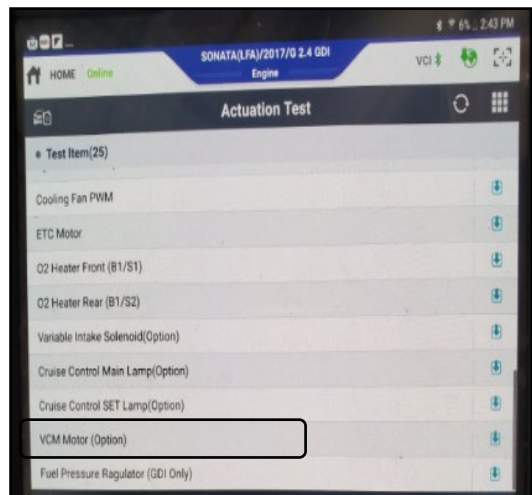 6% 2:43 PM
SONATA(LFA)/2017/G 2.4 GDI
HOME Online
Engine
VCI
Actuation Test
Test Item(25)
Cooling Fan PWM
ETC Motor
O2 Heater Front (B1/S1)
O2 Heater Rear (B1/S2)
Variable Intake Solenoid(Option)
Cruise Control Main Lamp(Option)
Cruise Control SET Lamp(Option)
VCM Motor (Option)
Fuel Pressure Ragulator (GDI Only)